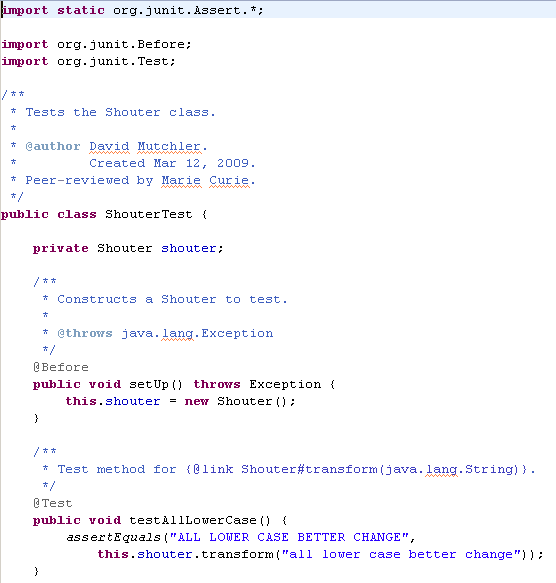 import static org.junit.Assert.*;
import org.junit.Before;
import org.junit.Test;
/**
 * Tests the Shouter class.
 *
 * @author David Mutchler.
 *         Created Mar 12, 2009.
 * Peer-reviewed by Marie Curie.
 */
public class ShouterTest {
    private Shouter shouter;
    /**
     * Constructs a Shouter to test.
     *
     * @throws java.lang.Exception
     */
    @Before
    public void setUp() throws Exception {
        this.shouter = new Shouter();
    }
    /**
     * Test method for {@link Shouter#transform(java.lang.String)}.
     */
    @Test
    public void testAllLowerCase() {
        assertEquals("ALL LOWER CASE BETTER CHANGE",
            this.shouter.transform("all lower case better change"));
    }